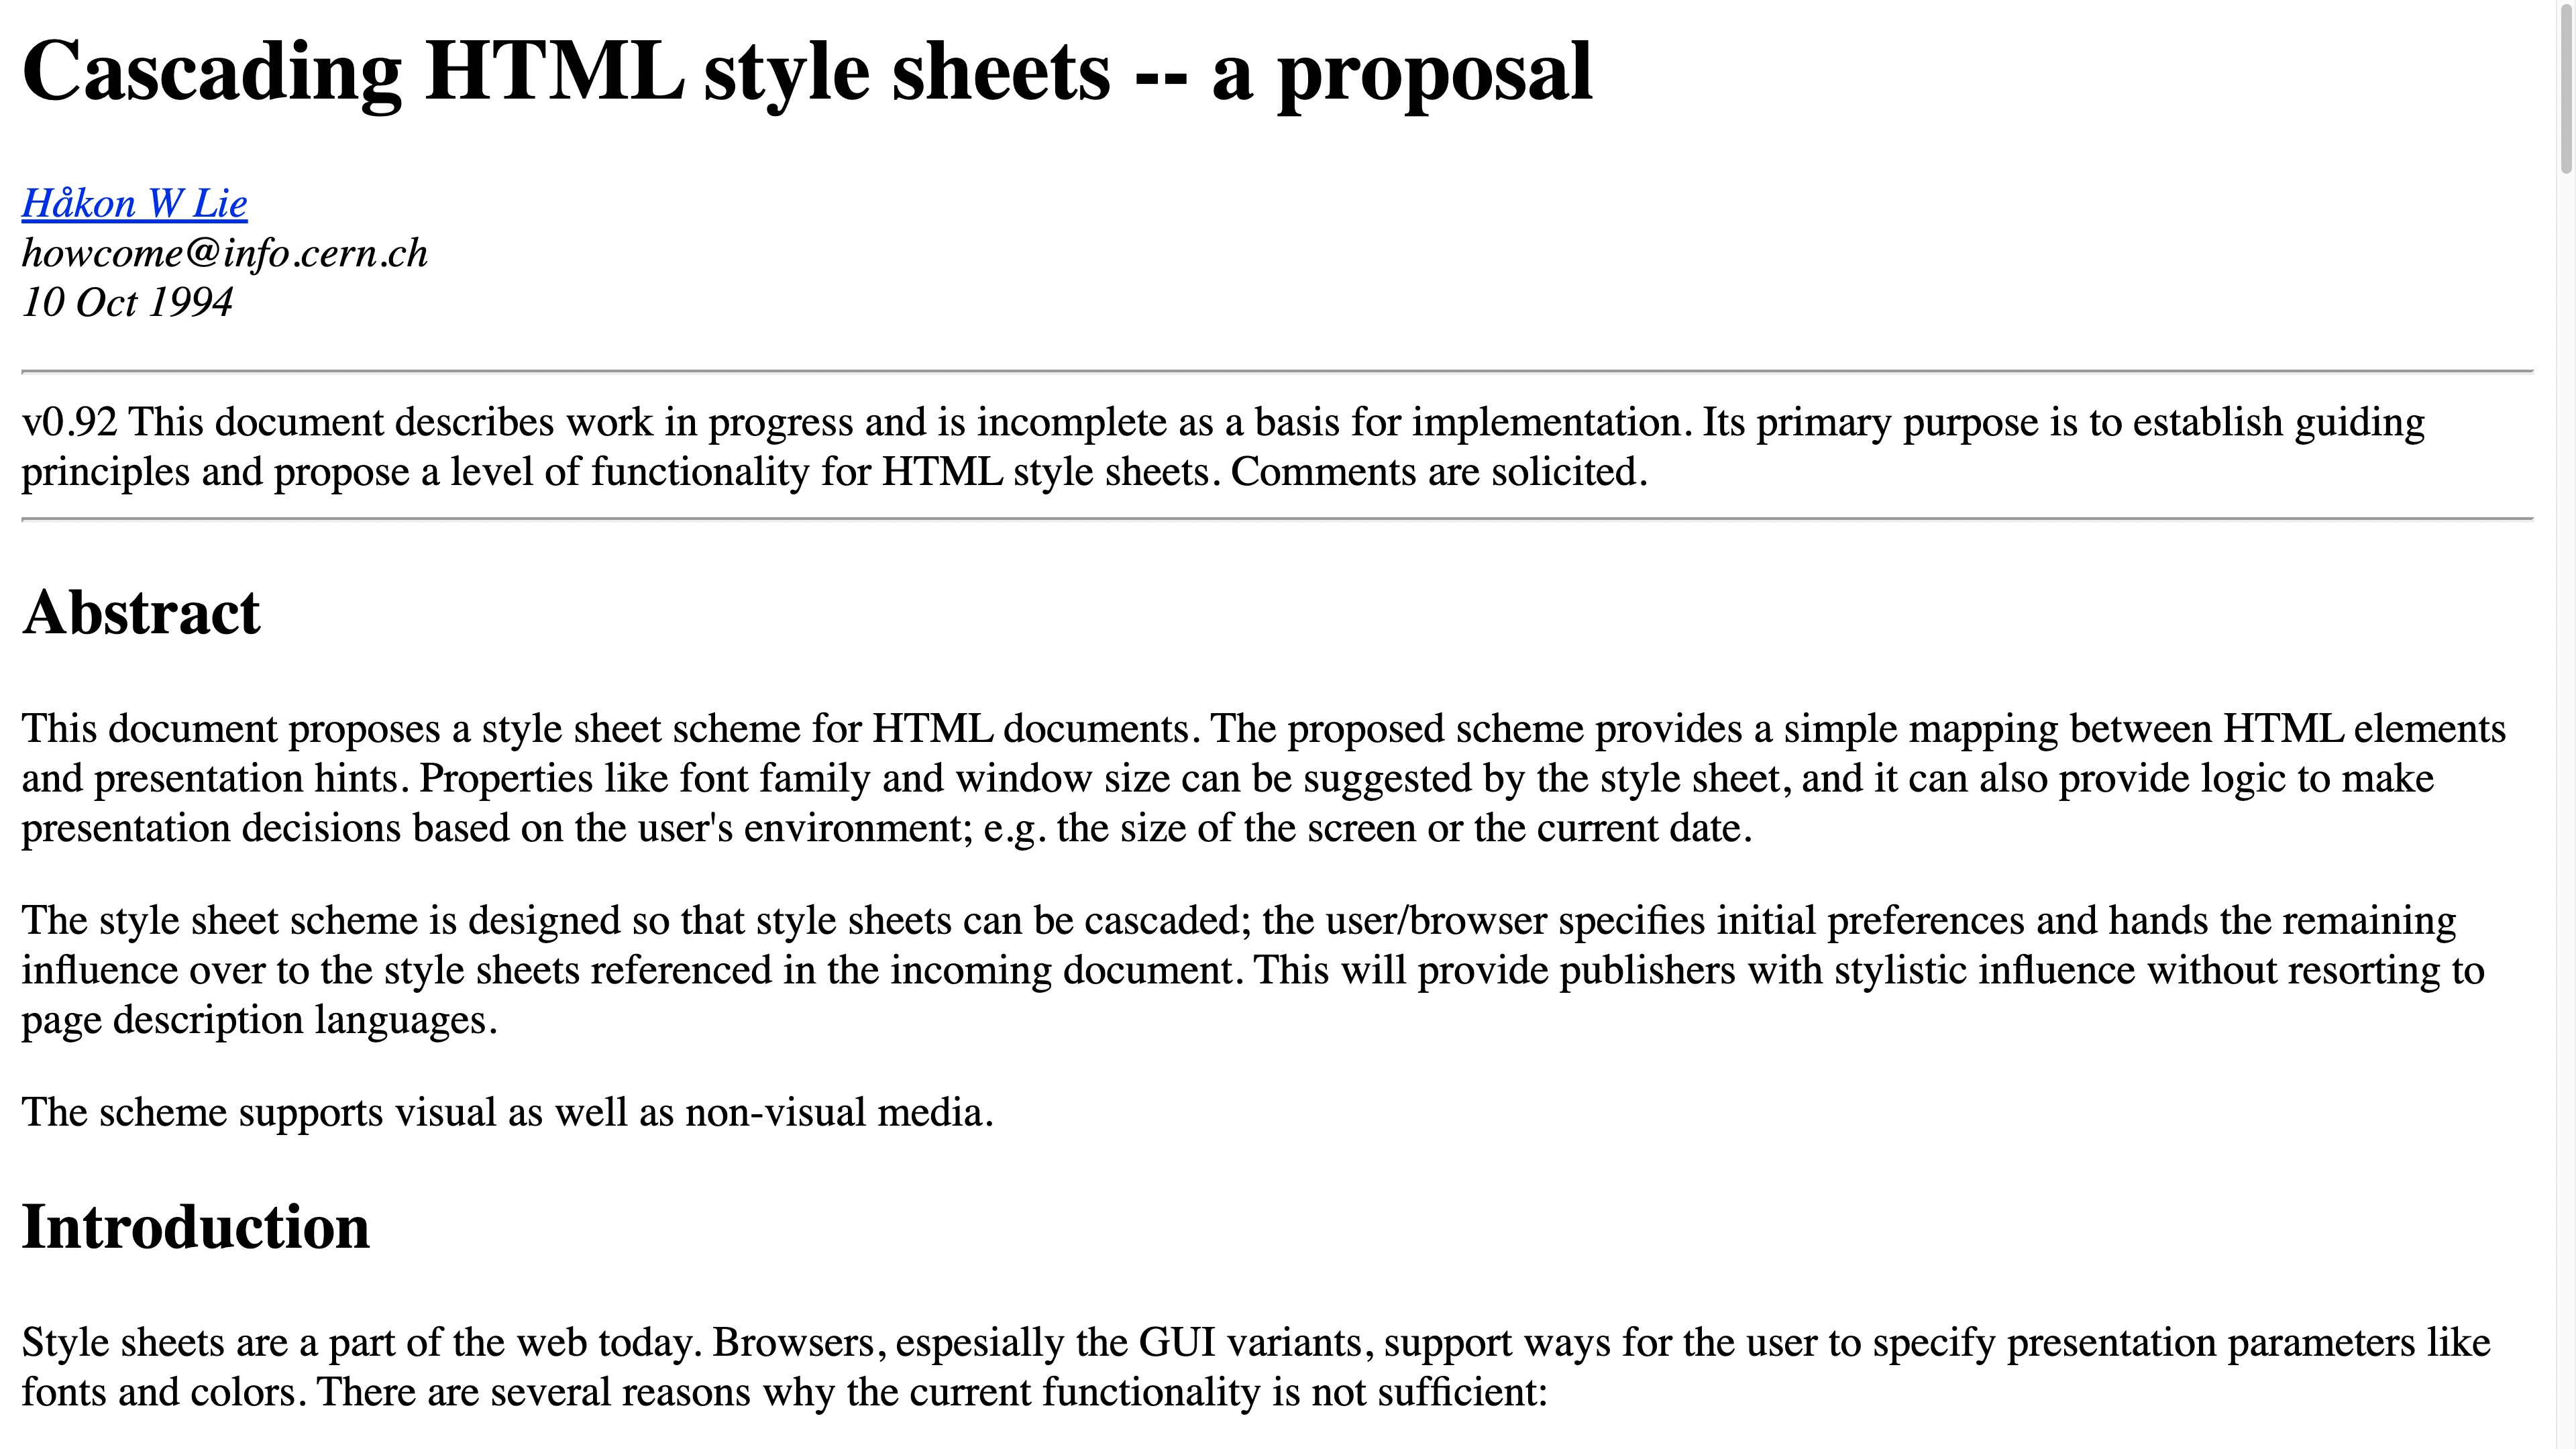 Cascading HTML style sheets -- a proposal
Håkon W Lie
howcome@info.cern.ch
10 Oct 1994
v0.92 This document describes work in progress and is incomplete as a basis for implementation. Its primary purpose is to establish guiding
principles and propose a level of functionality for HTML style sheets. Comments are solicited.
Abstract
This document proposes a style sheet scheme for HTML documents. The proposed scheme provides a simple mapping between HTML elements
and presentation hints. Properties like font family and window size can be suggested by the style sheet, and it can also provide logic to make
presentation decisions based on the user's environment; e.g. the size of the screen or the current date.
The style sheet scheme is designed so that style sheets can be cascaded; the user/browser specifies initial preferences and hands the remaining
influence over to the style sheets referenced in the incoming document. This will provide publishers with stylistic influence without resorting to
page description languages.
The scheme supports visual as well as non-visual media.
Introduction
Style sheets are a part of the web today. Browsers, espesially the GUI variants, support ways for the user to specify presentation parameters like
fonts and colors. There are several reasons why the current functionality is not sufficient: